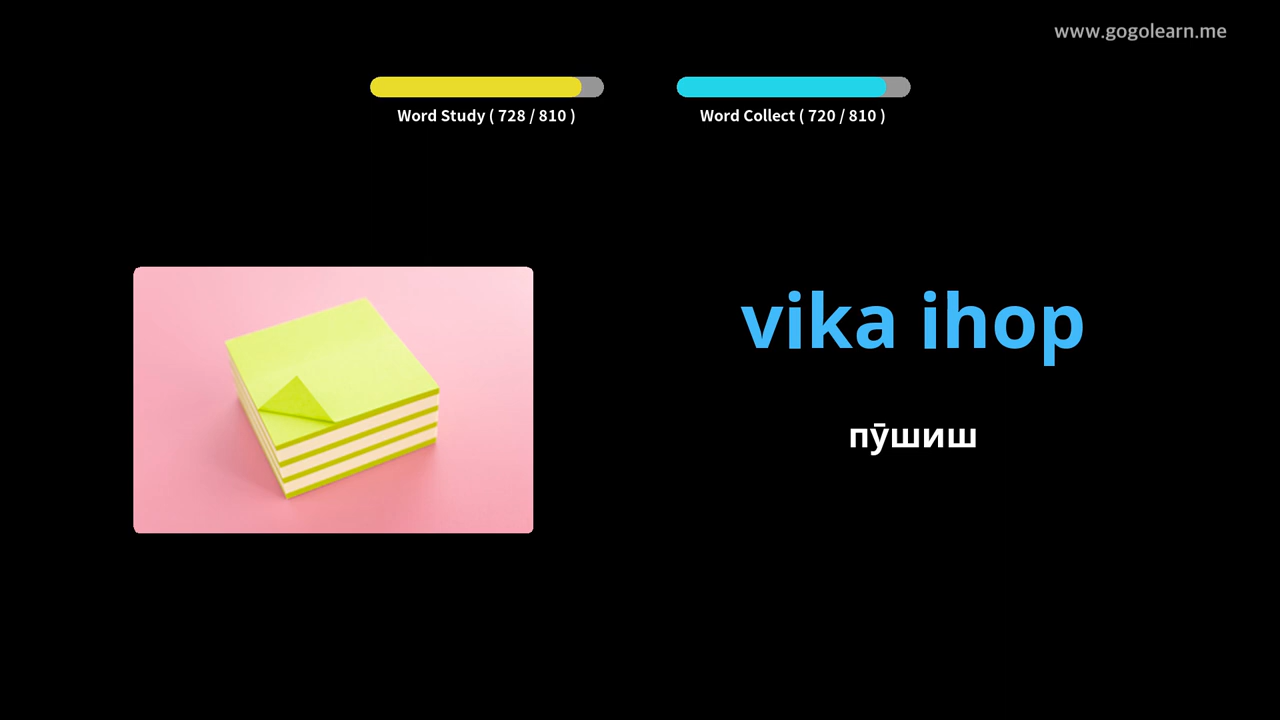 www.gogolearn.me
Word Study ( 728 / 810 )
Word Collect ( 720 / 810 )
vika ihop
пӯшиш